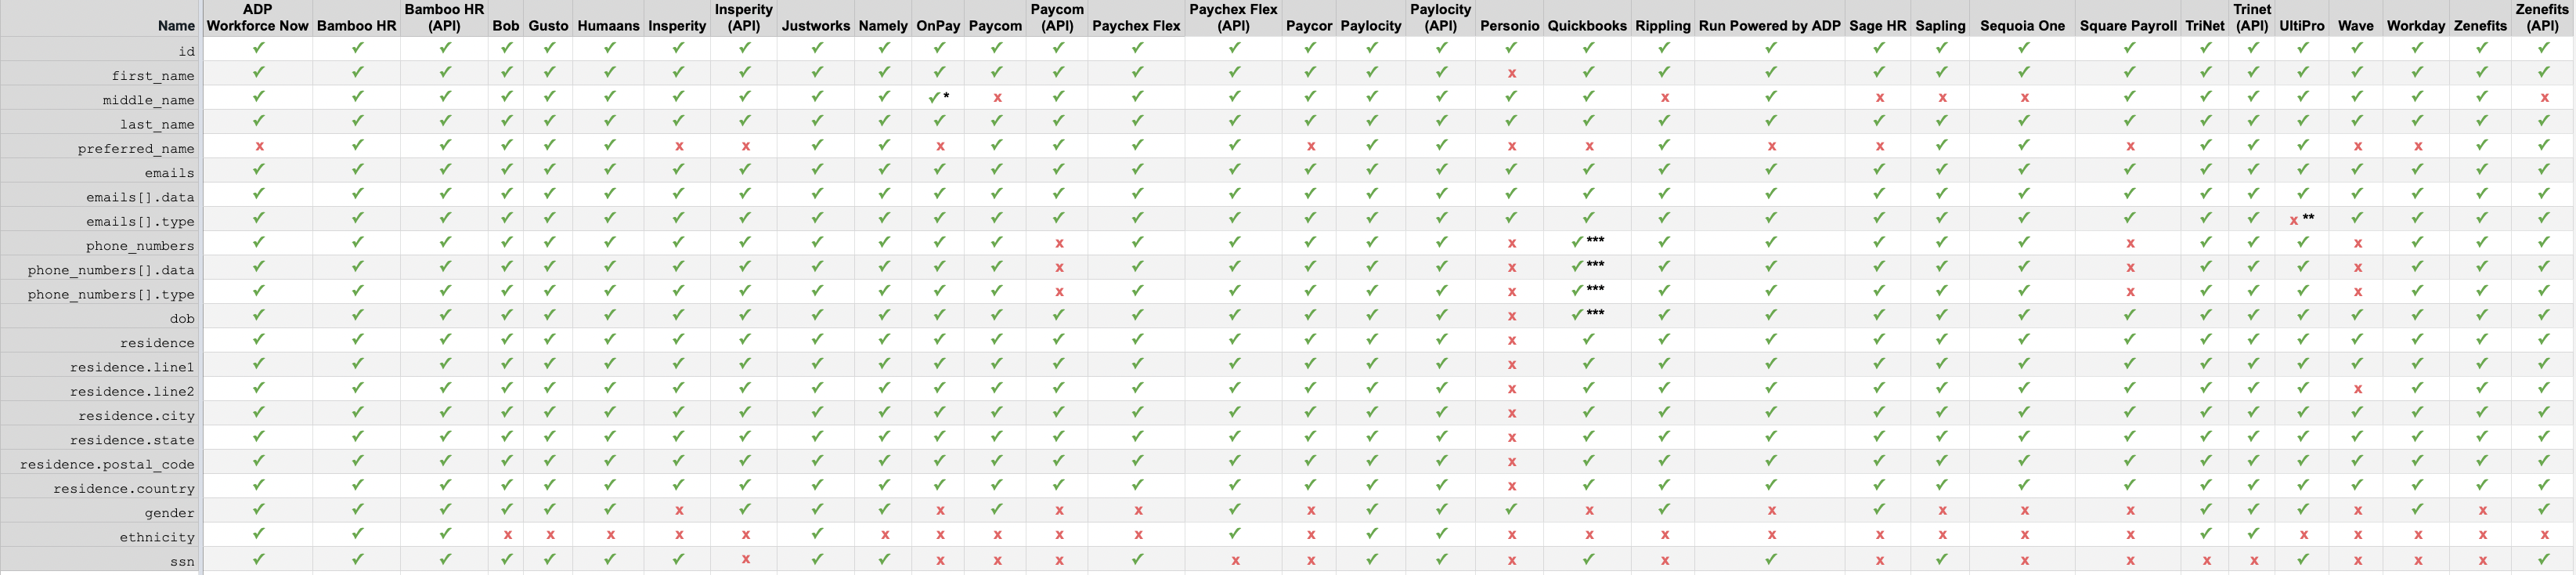 ADP Bamboo HR Insperity Paycom Paychex Flex Paylocity Trinet Zenefits
Name Workforce Now Bamboo HR (API) Bob Gusto Humaans Insperity (API) Justworks Namely OnPay Paycom (API) Paychex Flex (API) Paycor Paylocity (API) Personio Quickbooks Rippling Run Powered by ADP Sage HR Sapling Sequoia One Square Payroll TriNet (API) UltiPro Wave Workday Zenefits (API)
id ✓ ✓ ✓ ✓ ✓ ✓ ✓ ✓ ✓ ✓ ✓ ✓ ✓ ✓ ✓ ✓ ✓ ✓ ✓ ✓ ✓ ✓ ✓ ✓ ✓ ✓ ✓ ✓ ✓ ✓ ✓ ✓ ✓
first_name ✓ ✓ ✓ ✓ ✓ ✓ ✓ ✓ ✓ ✓ ✓ ✓ ✓ ✓ ✓ ✓ ✓ ✓ x ✓ ✓ ✓ ✓ ✓ ✓ ✓ ✓ ✓ ✓ ✓ ✓ ✓ ✓
middle_name ✓ ✓ ✓ ✓ ✓ ✓ ✓ ✓ ✓ ✓ ✓* x ✓ ✓ ✓ ✓ ✓ ✓ ✓ ✓ x ✓ x x x ✓ ✓ ✓ ✓ ✓ ✓ ✓ x
last_name ✓ ✓ ✓ ✓ ✓ ✓ ✓ ✓ ✓ ✓ ✓ ✓ ✓ ✓ ✓ ✓ ✓ ✓ ✓ ✓ ✓ ✓ ✓ ✓ ✓ ✓ ✓ ✓ ✓ ✓ ✓ ✓ ✓
preferred_name x ✓ ✓ ✓ ✓ ✓ x x ✓ ✓ x ✓ ✓ ✓ ✓ x ✓ ✓ x x ✓ x x ✓ ✓ x ✓ ✓ ✓ x x ✓ ✓
emails ✓ ✓ ✓ ✓ ✓ ✓ ✓ ✓ ✓ ✓ ✓ ✓ ✓ ✓ ✓ ✓ ✓ ✓ ✓ ✓ ✓ ✓ ✓ ✓ ✓ ✓ ✓ ✓ ✓ ✓ ✓ ✓ ✓
emails[].data ✓ ✓ ✓ ✓ ✓ ✓ ✓ ✓ ✓ ✓ ✓ ✓ ✓ ✓ ✓ ✓ ✓ ✓ ✓ ✓ ✓ ✓ ✓ ✓ ✓ ✓ ✓ ✓ ✓ ✓ ✓ ✓ ✓
emails[].type ✓ ✓ ✓ ✓ ✓ ✓ ✓ ✓ ✓ ✓ ✓ ✓ ✓ ✓ ✓ ✓ ✓ ✓ ✓ ✓ ✓ ✓ ✓ ✓ ✓ ✓ ✓ ✓ x ** ✓ ✓ ✓ ✓
phone_numbers ✓ ✓ ✓ ✓ ✓ ✓ ✓ ✓ ✓ ✓ ✓ ✓ x ✓ ✓ ✓ ✓ ✓ x ✓*** ✓ ✓ ✓ ✓ ✓ x ✓ ✓ ✓ x ✓ ✓ ✓
phone_numbers[].data ✓ ✓ ✓ ✓ ✓ ✓ ✓ ✓ ✓ ✓ ✓ ✓ x ✓ ✓ ✓ ✓ ✓ x ✓*** ✓ ✓ ✓ ✓ ✓ x ✓ ✓ ✓ x ✓ ✓ ✓
phone_numbers[].type ✓ ✓ ✓ ✓ ✓ ✓ ✓ ✓ ✓ ✓ ✓ ✓ x ✓ ✓ ✓ ✓ ✓ x ✓*** ✓ ✓ ✓ ✓ ✓ x ✓ ✓ ✓ x ✓ ✓ ✓
dob ✓ ✓ ✓ ✓ ✓ ✓ ✓ ✓ ✓ ✓ ✓ ✓ ✓ ✓ ✓ ✓ ✓ ✓ x ✓*** ✓ ✓ ✓ ✓ ✓ ✓ ✓ ✓ ✓ ✓ ✓ ✓ ✓
residence ✓ ✓ ✓ ✓ ✓ ✓ ✓ ✓ ✓ ✓ ✓ ✓ ✓ ✓ ✓ ✓ ✓ ✓ x ✓ ✓ ✓ ✓ ✓ ✓ ✓ ✓ ✓ ✓ ✓ ✓ ✓ ✓
residence.line1 ✓ ✓ ✓ ✓ ✓ ✓ ✓ ✓ ✓ ✓ ✓ ✓ ✓ ✓ ✓ ✓ ✓ ✓ x ✓ ✓ ✓ ✓ ✓ ✓ ✓ ✓ ✓ ✓ ✓ ✓ ✓ ✓
residence.line2 ✓ ✓ ✓ ✓ ✓ ✓ ✓ ✓ ✓ ✓ ✓ ✓ ✓ ✓ ✓ ✓ ✓ ✓ x ✓ ✓ ✓ ✓ ✓ ✓ ✓ ✓ ✓ ✓ x ✓ ✓ ✓
residence.city ✓ ✓ ✓ ✓ ✓ ✓ ✓ ✓ ✓ ✓ ✓ ✓ ✓ ✓ ✓ ✓ ✓ ✓ x ✓ ✓ ✓ ✓ ✓ ✓ ✓ ✓ ✓ ✓ ✓ ✓ ✓ ✓
residence.state ✓ ✓ ✓ ✓ ✓ ✓ ✓ ✓ ✓ ✓ ✓ ✓ ✓ ✓ ✓ ✓ ✓ ✓ x ✓ ✓ ✓ ✓ ✓ ✓ ✓ ✓ ✓ ✓ ✓ ✓ ✓ ✓
residence.postal_code ✓ ✓ ✓ ✓ ✓ ✓ ✓ ✓ ✓ ✓ ✓ ✓ ✓ ✓ ✓ ✓ ✓ ✓ x ✓ ✓ ✓ ✓ ✓ ✓ ✓ ✓ ✓ ✓ ✓ ✓ ✓ ✓
residence.country ✓ ✓ ✓ ✓ ✓ ✓ ✓ ✓ ✓ ✓ ✓ ✓ ✓ ✓ ✓ ✓ ✓ ✓ x ✓ ✓ ✓ ✓ ✓ ✓ ✓ ✓ ✓ ✓ ✓ ✓ ✓ ✓
gender ✓ ✓ ✓ ✓ ✓ ✓ x ✓ ✓ ✓ x ✓ x x ✓ x ✓ ✓ ✓ x ✓ x ✓ x x x ✓ ✓ ✓ x ✓ x ✓
ethnicity ✓ ✓ ✓ x x x x x ✓ x x x x x ✓ x ✓ ✓ x x x x x x x x ✓ ✓ x x x x x
ssn ✓ ✓ ✓ ✓ ✓ ✓ ✓ x ✓ ✓ x x x ✓ x x ✓ ✓ x ✓ x ✓ x ✓ x x x x ✓ x x x ✓